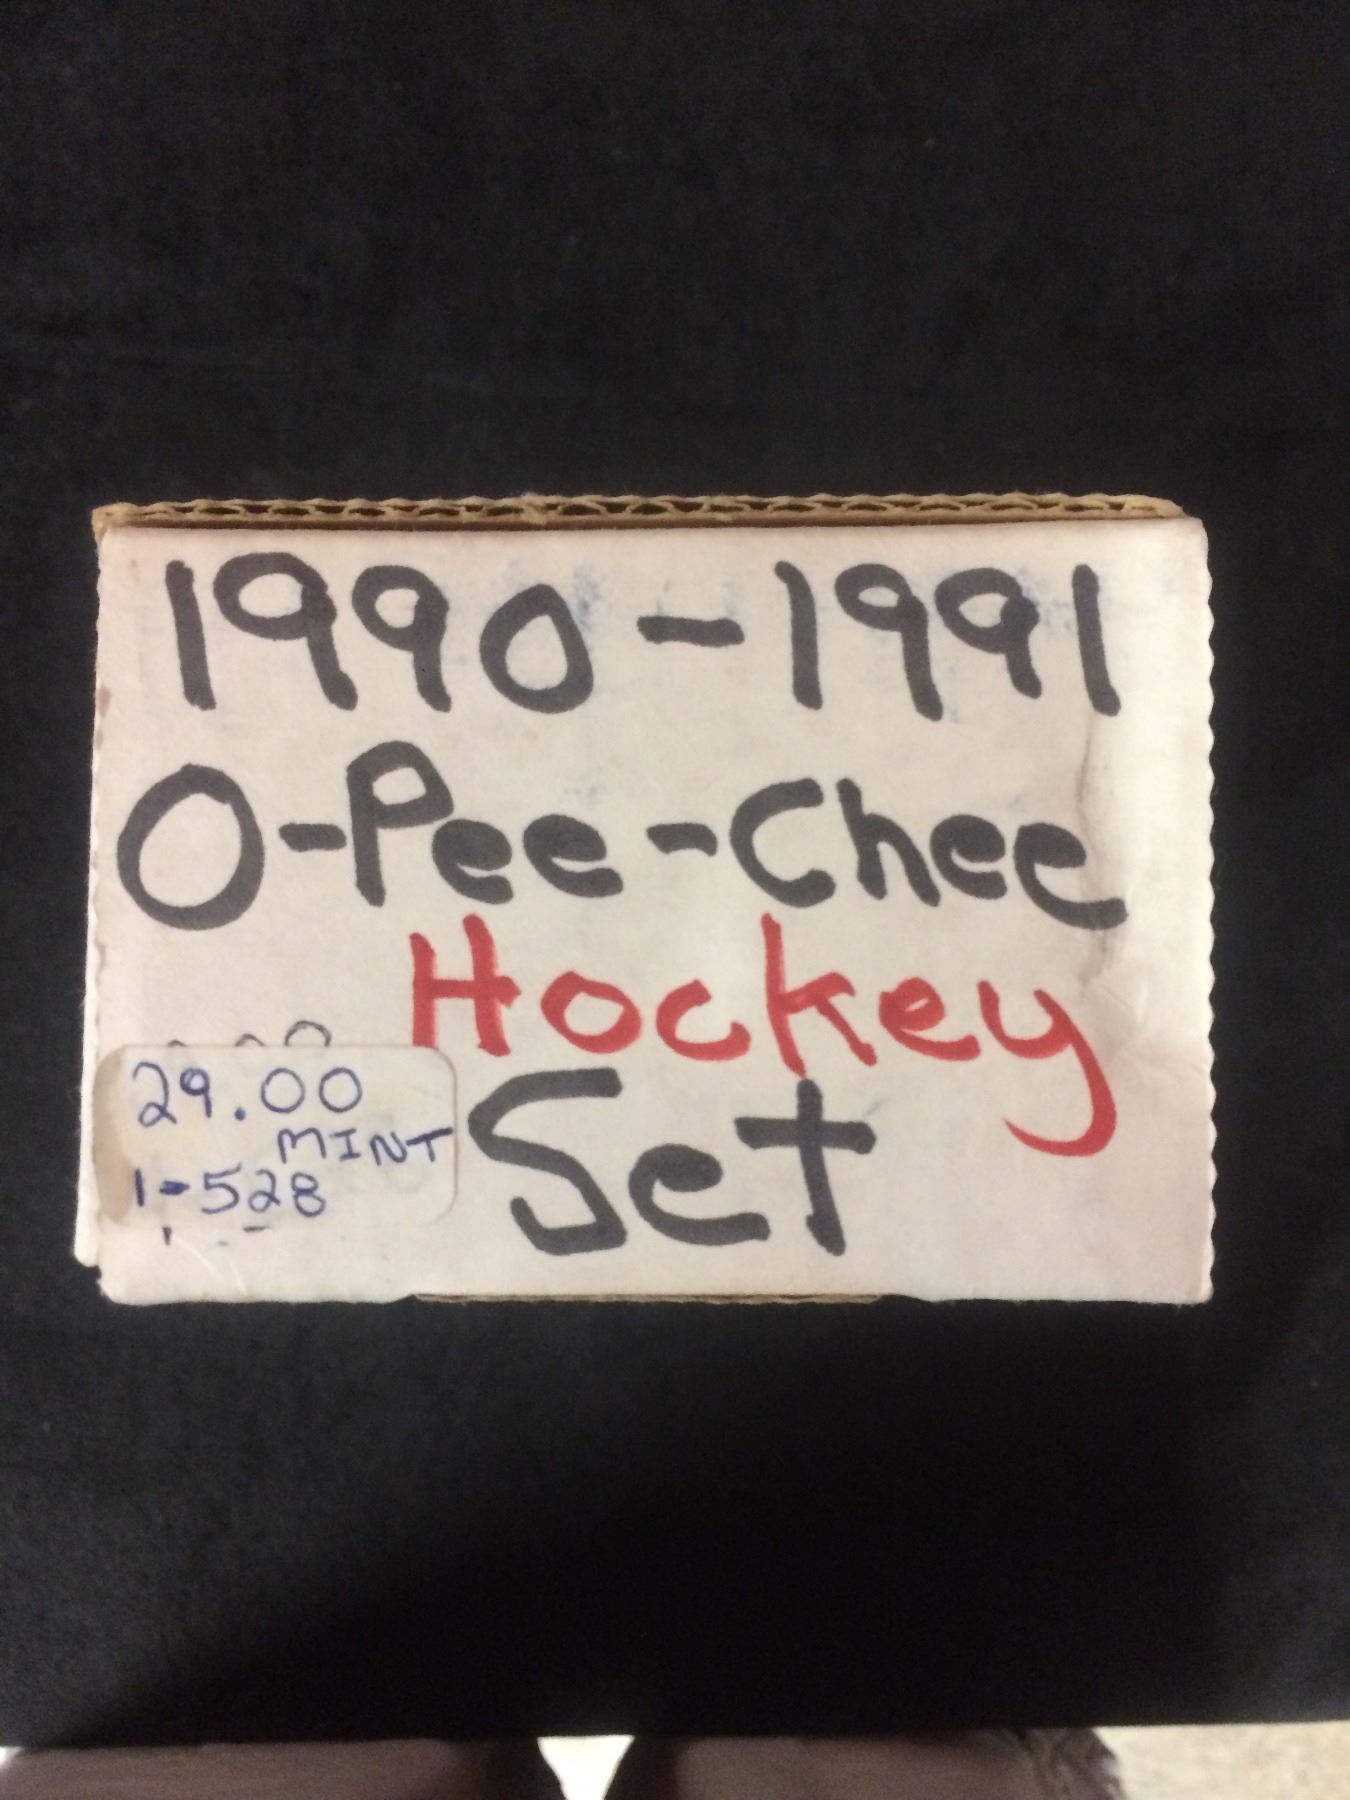 1990-1991
O-Pee-Chee
Hockey
Set
29.00
MINT
1-528